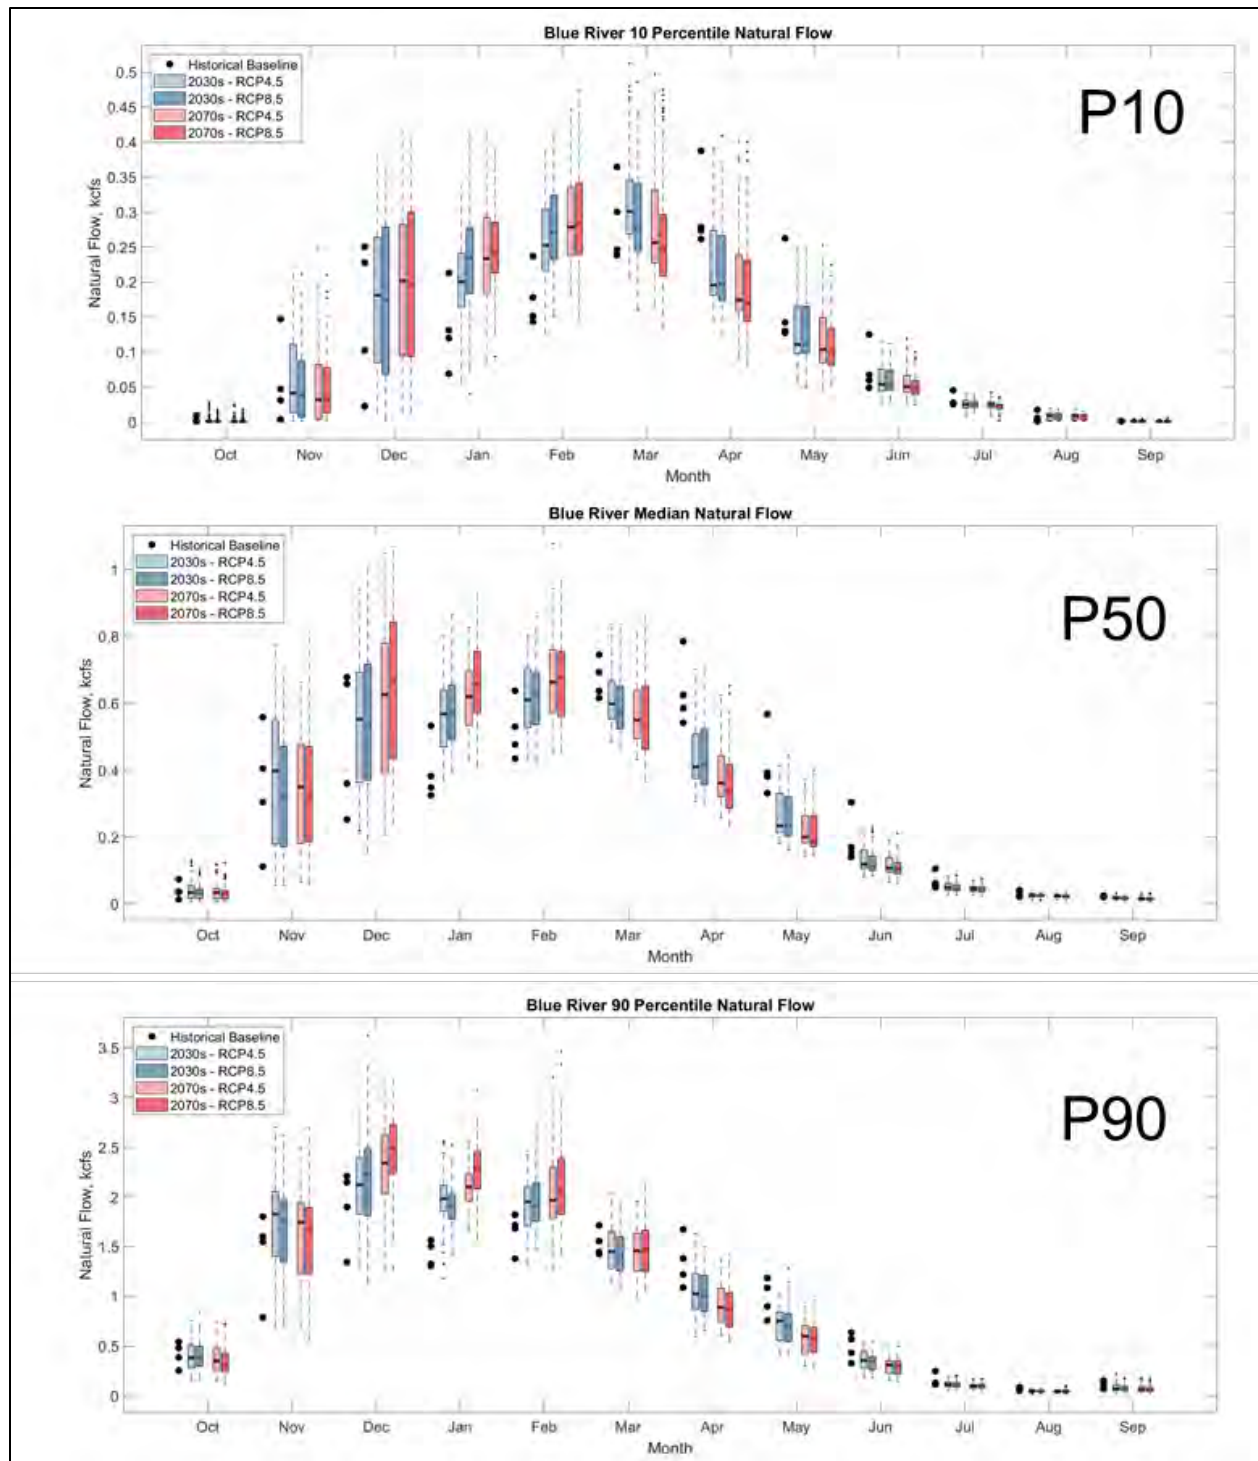 Blue River 10 Percentile Natural Flow
Historical Baseline
2030s - RCP4.5
2030s - RCP8.5
2070s - RCP4.5
2070s - RCP8.5
P10
Natural Flow, kcfs
0.5
0.45
0.4
0.35
0.3
0.25
0.2
0.15
0.1
0.05
0
Oct Nov Dec Jan Feb Mar Apr May Jun Jul Aug Sep
Month
Blue River Median Natural Flow
Historical Baseline
2030s - RCP4.5
2030s - RCP8.5
2070s - RCP4.5
2070s - RCP8.5
P50
Natural Flow, kcfs
1
0.8
0.6
0.4
0.2
0
Oct Nov Dec Jan Feb Mar Apr May Jun Jul Aug Sep
Month
Blue River 90 Percentile Natural Flow
Historical Baseline
2030s - RCP4.5
2030s - RCP8.5
2070s - RCP4.5
2070s - RCP8.5
P90
Natural Flow, kcfs
3.5
3
2.5
2
1.5
1
0.5
0
Oct Nov Dec Jan Feb Mar Apr May Jun Jul Aug Sep
Month